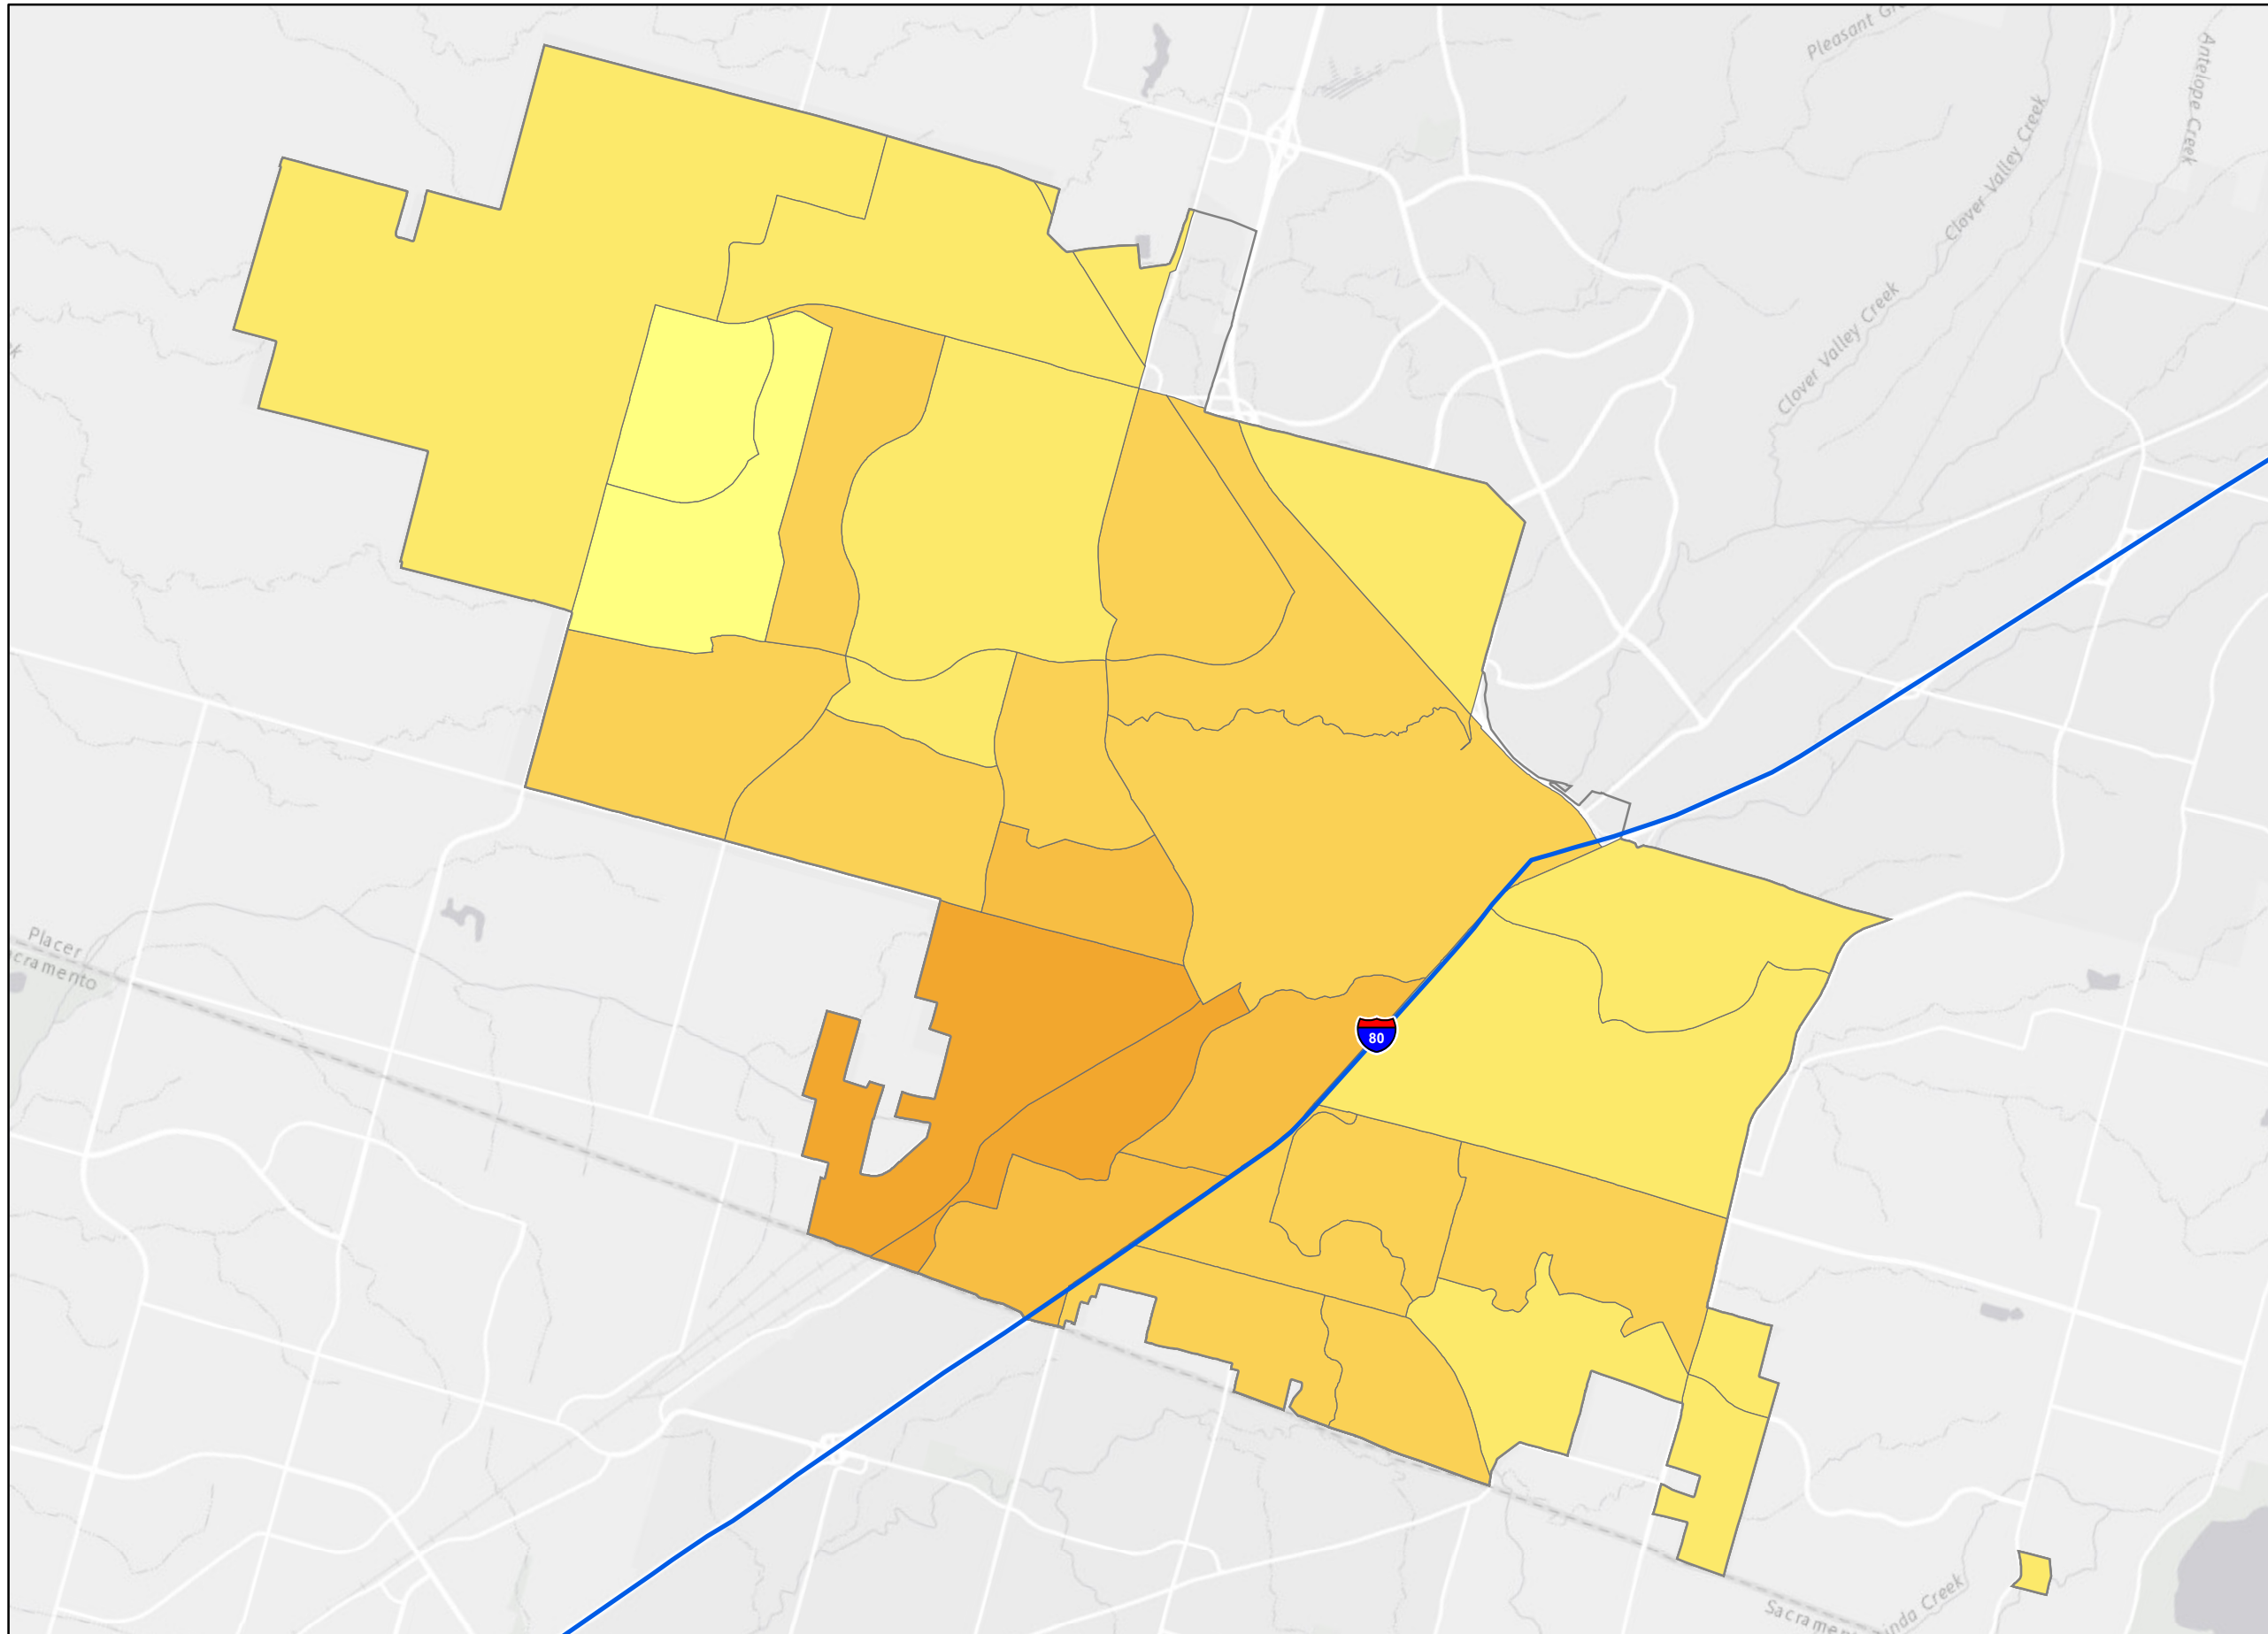 Pleasant Gr
Antelope Creek
Clover Valley Creek
Clover Valley Creek
Placer
cramento
80
Sacrame
nda Creek